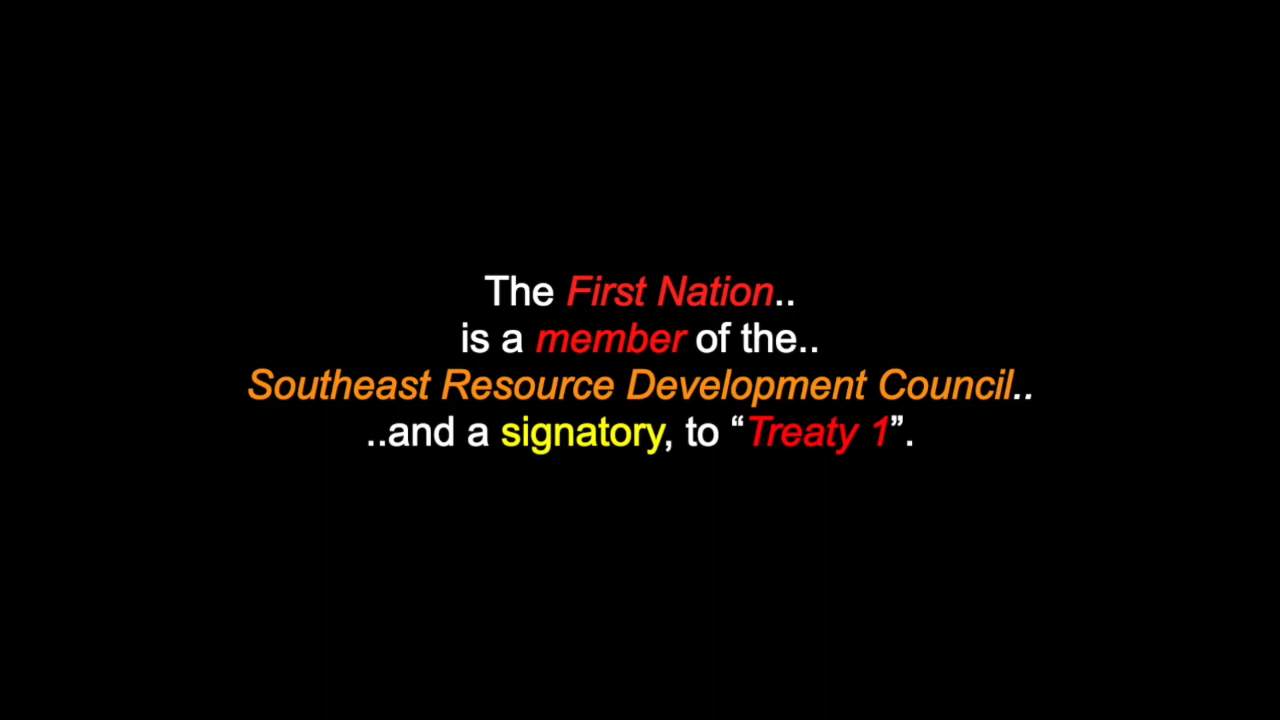 The First Nation..
is a member of the..
Southeast Resource Development Council..
..and a signatory, to “Treaty 1”.